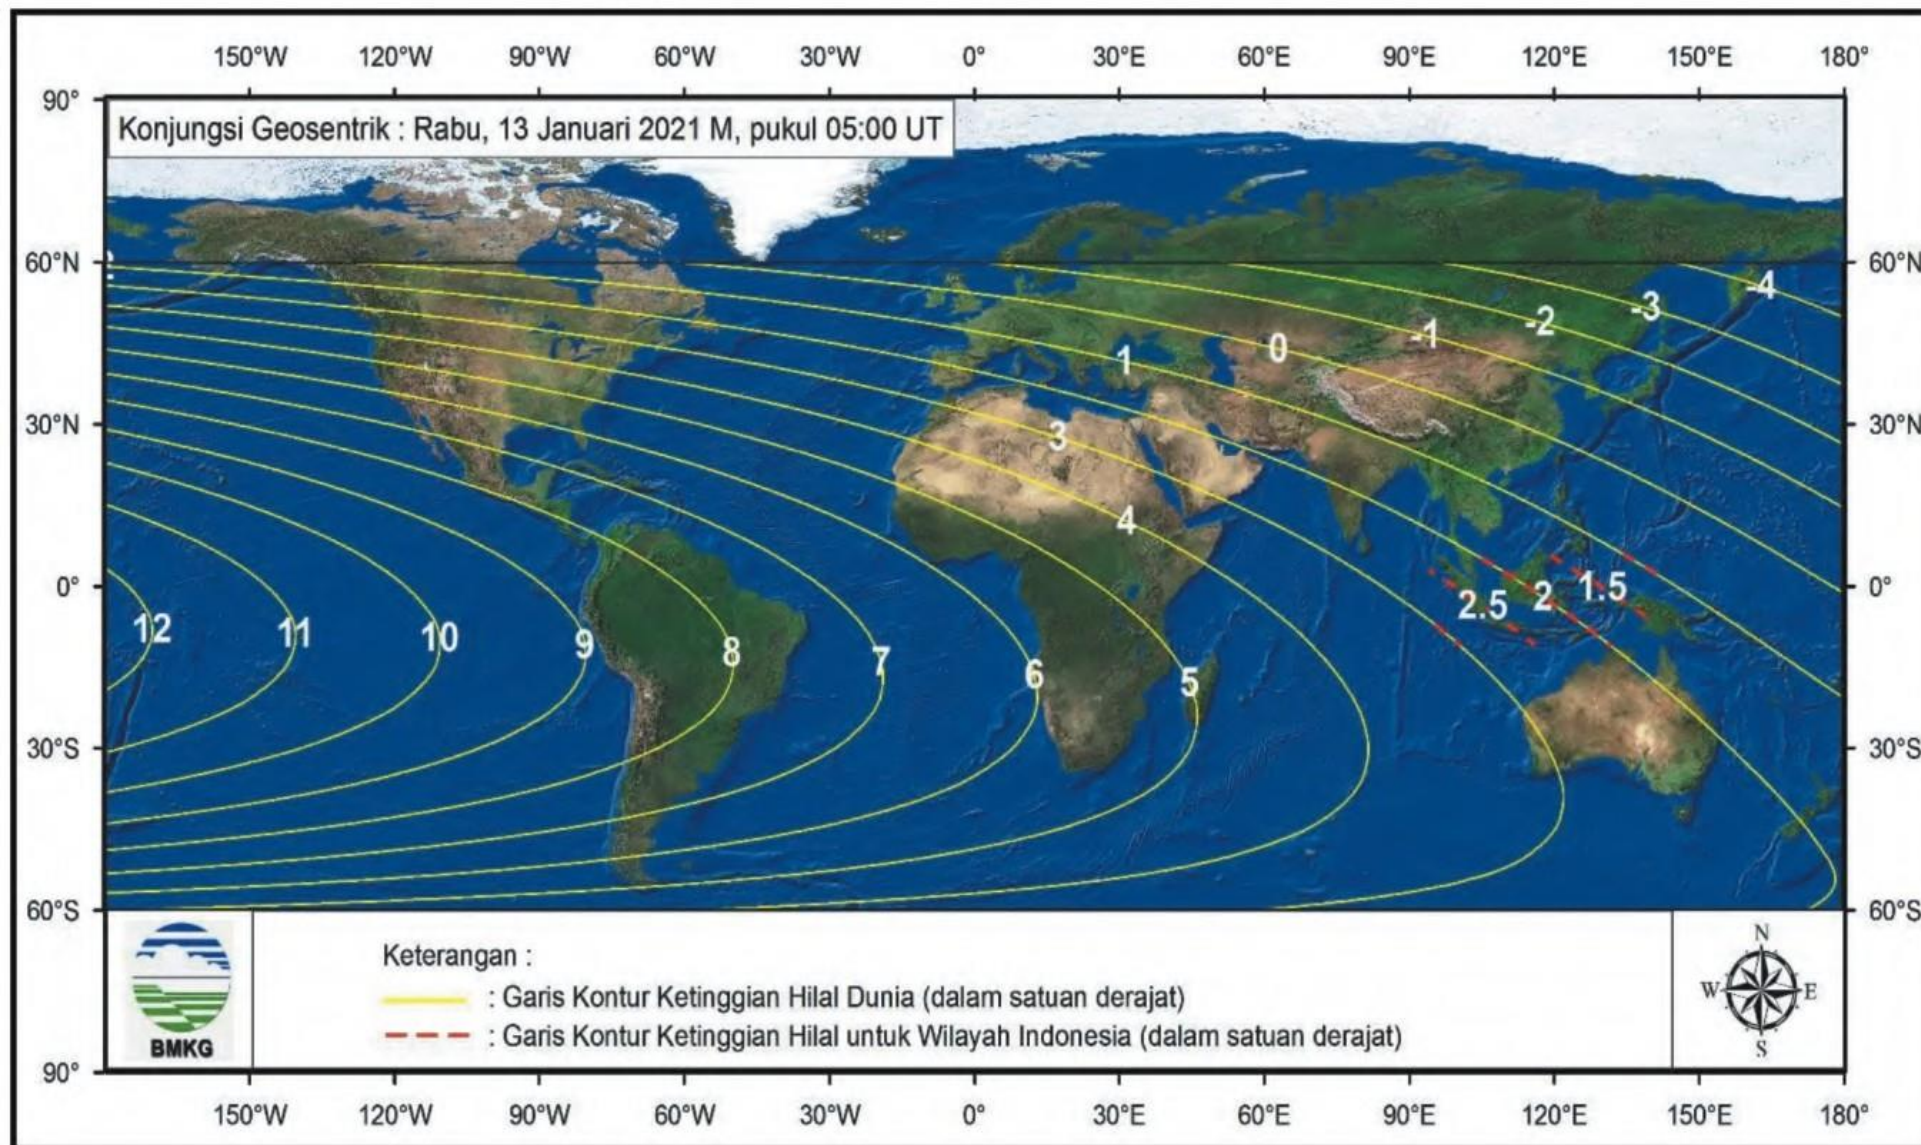 150°W 120°W 90°W 60°W 30°W 0° 30°E 60°E 90°E 120°E 150°E 180°
90°
Konjungsi Geosentrik : Rabu, 13 Januari 2021 M, pukul 05:00 UT
60°N 60°N
-4
-3
-2
-1
0
1
30°N 30°N
3
4
0° 0°
1.5
2
2.5
12 11 10 9 8 7 6 5
30°S 30°S
60°S 60°S
Keterangan :
: Garis Kontur Ketinggian Hilal Dunia (dalam satuan derajat)
: Garis Kontur Ketinggian Hilal untuk Wilayah Indonesia (dalam satuan derajat)
BMKG
N
W E
S
90°
150°W 120°W 90°W 60°W 30°W 0° 30°E 60°E 90°E 120°E 150°E 180°